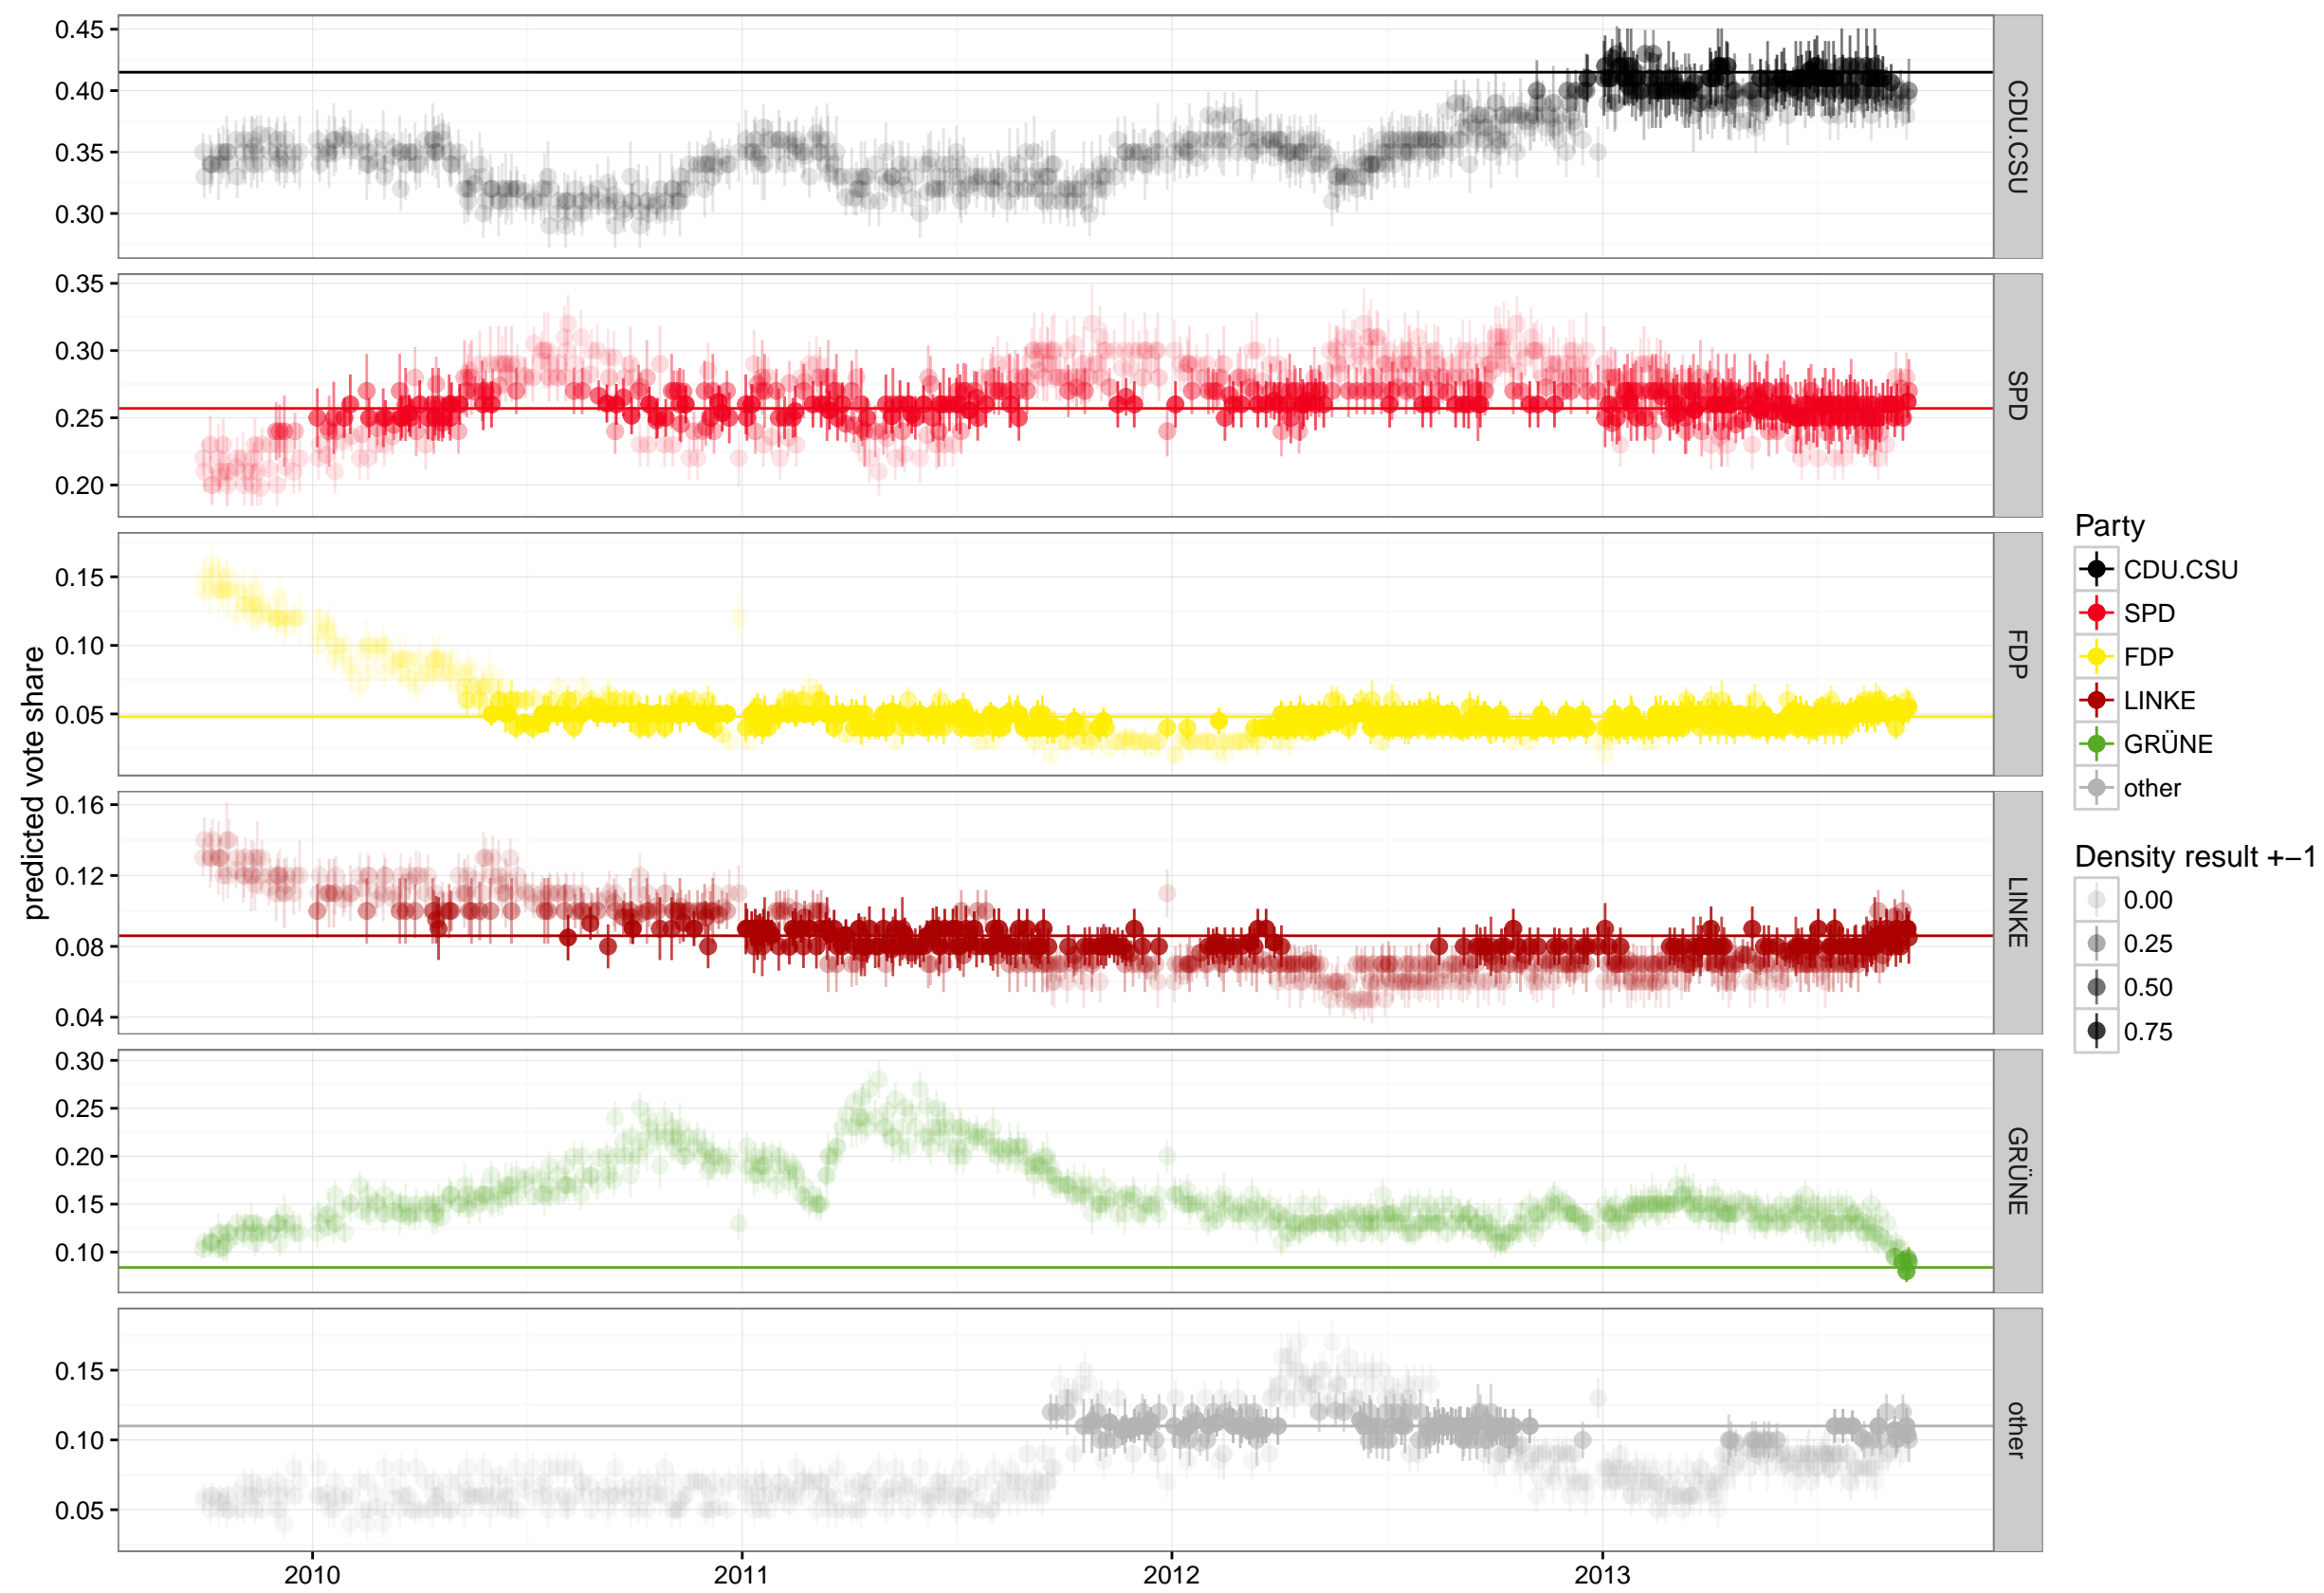 predicted vote share
0.45
0.40
0.35
0.30
CDU.CSU
0.35
0.30
0.25
0.20
SPD
0.15
0.10
0.05
FDP
0.16
0.12
0.08
0.04
LINKE
0.30
0.25
0.20
0.15
0.10
GRÜNE
0.15
0.10
0.05
other
2010
2011
2012
2013
Party
CDU.CSU
SPD
FDP
LINKE
GRÜNE
other
Density result +−1
0.00
0.25
0.50
0.75